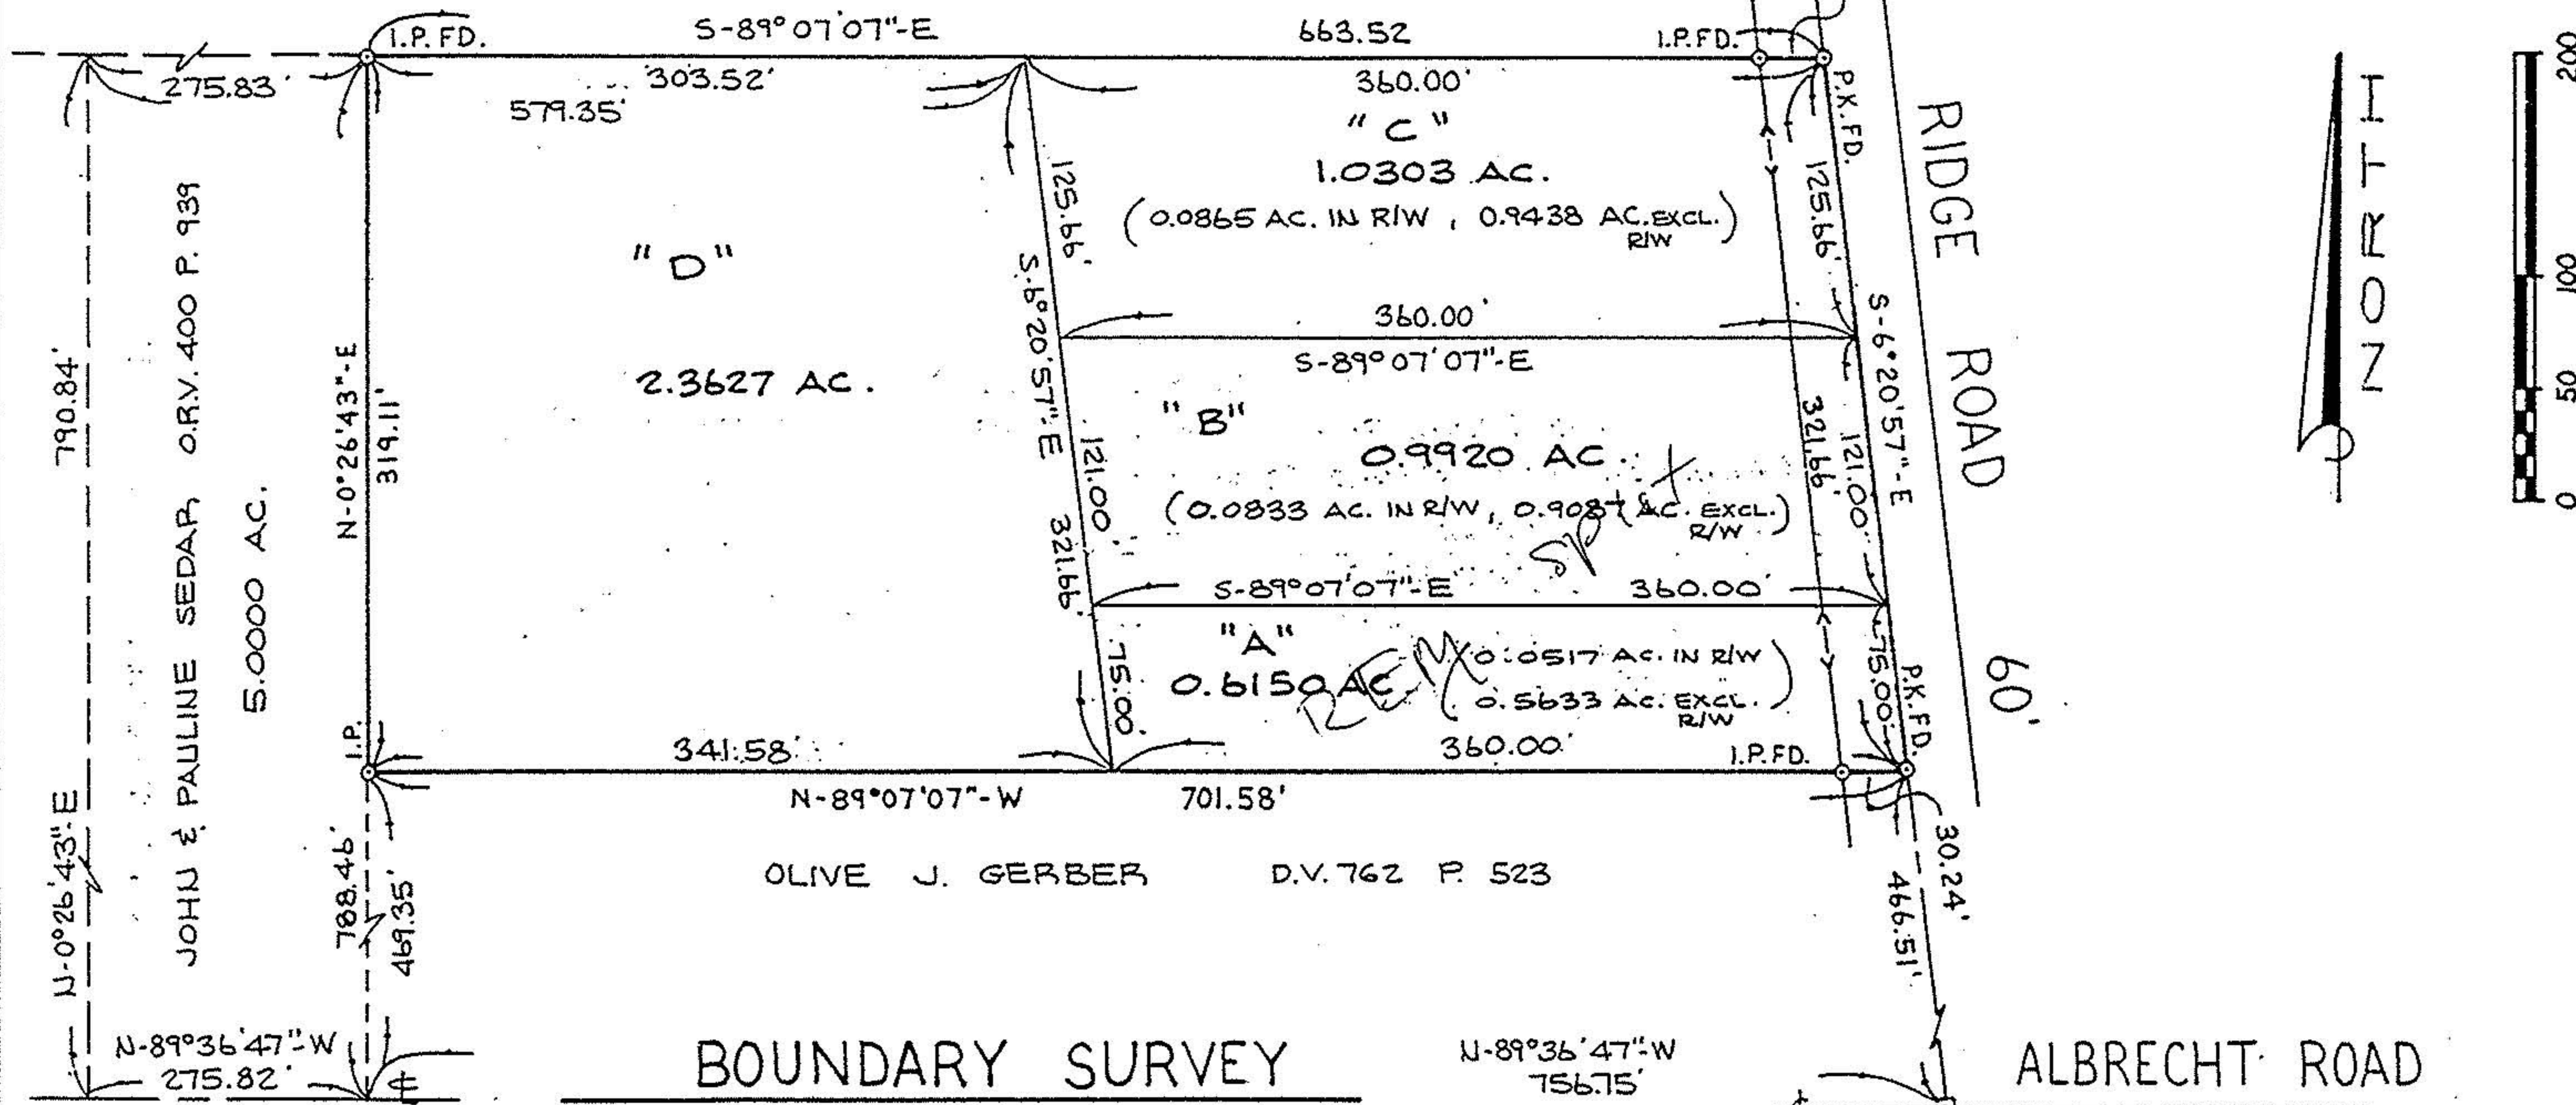 I.P. FD.
S-89°07'07"-E
663.52
I.P.FD.
275.83'
303.52'
579.35'
360.00'
P.K. FD.
"C"
1.0303 AC.
(0.0865 AC. IN R/W, 0.9438 AC. EXCL. R/W)
125.66'
125.66'
RIDGE ROAD
60'
NORTH
200
100
50
0
"D"
2.3627 AC.
S-6°20'57"-E
360.00'
S-89°07'07"-E
S-6°20'57"-E
"B"
0.9920 AC.
(0.0833 AC. IN R/W, 0.9087 AC. EXCL. R/W)
121.00'
321.66'
321.66'
121.00'
S-89°07'07"-E
360.00'
"A"
0.6150 AC.
REM
(0.0517 AC. IN R/W
0.5633 AC. EXCL. R/W)
75.00'
75.00'
P.K. FD.
790.84'
N-0°26'43"-E
JOHN & PAULINE SEDAR O.R.V. 400 P. 939
5.0000 AC.
N-0°26'43"-E
319.11'
I.P.
341.58'
360.00'
I.P.FD.
N-89°07'07"-W
701.58'
788.46'
469.35'
OLIVE J. GERBER D.V. 762 P. 523
30.24'
466.51'
N-89°36'47"-W
275.82'
BOUNDARY SURVEY
N-89°36'47"-W
756.75'
ALBRECHT ROAD